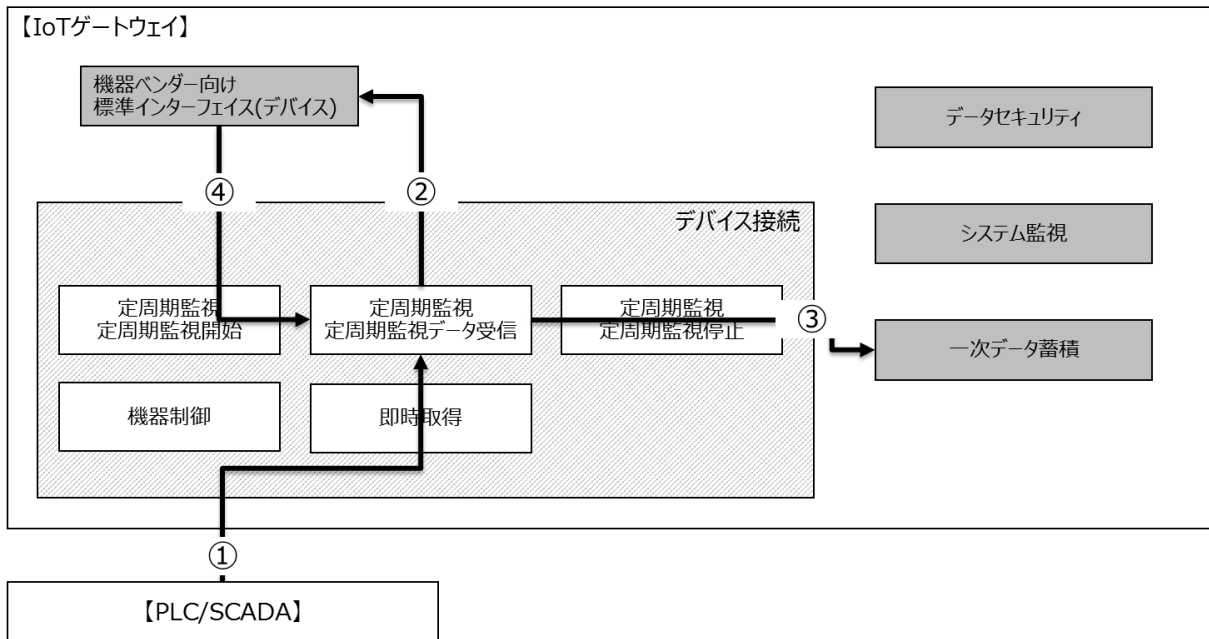 【IoTゲートウェイ】
機器ベンダー向け
標準インターフェイス(デバイス)
データセキュリティ
④
②
デバイス接続
システム監視
定周期監視
定周期監視開始
定周期監視
定周期監視データ受信
定周期監視
定周期監視停止
③
一次データ蓄積
機器制御
即時取得
①
【PLC/SCADA】